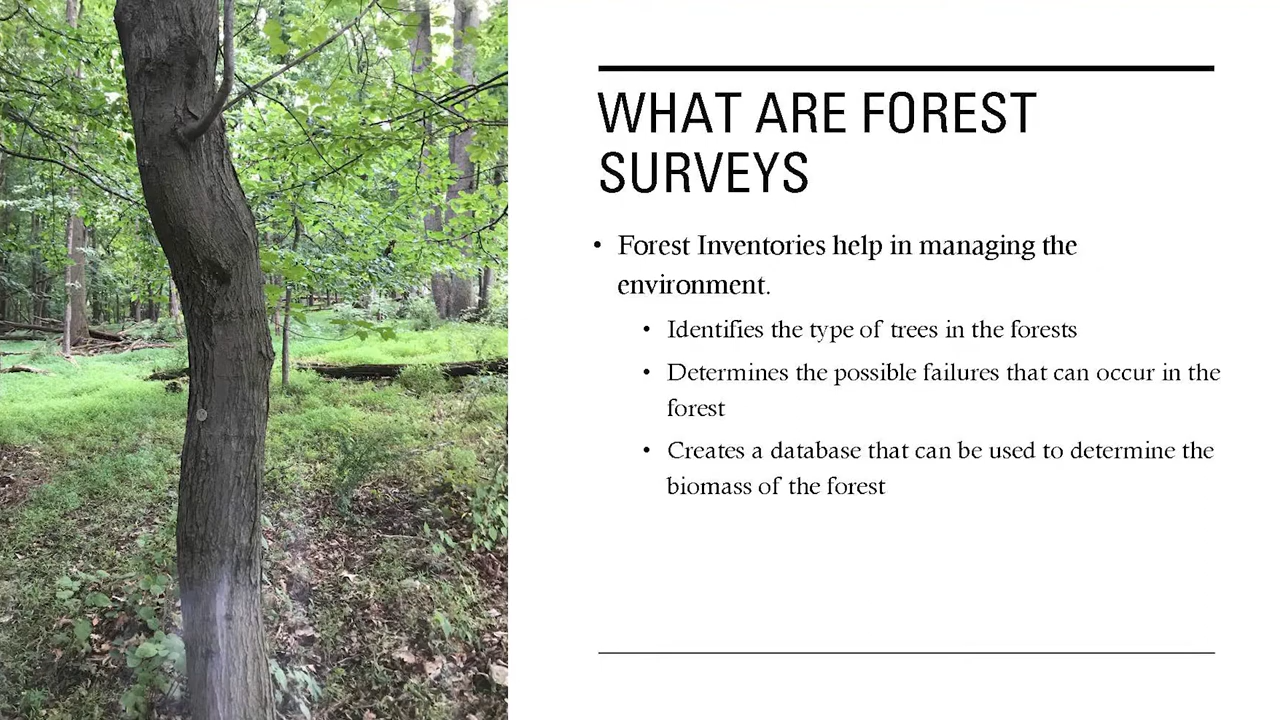 WHAT ARE FOREST
SURVEYS
• Forest Inventories help in managing the
environment.
• Identifies the type of trees in the forests
• Determines the possible failures that can occur in the
forest
• Creates a database that can be used to determine the
biomass of the forest